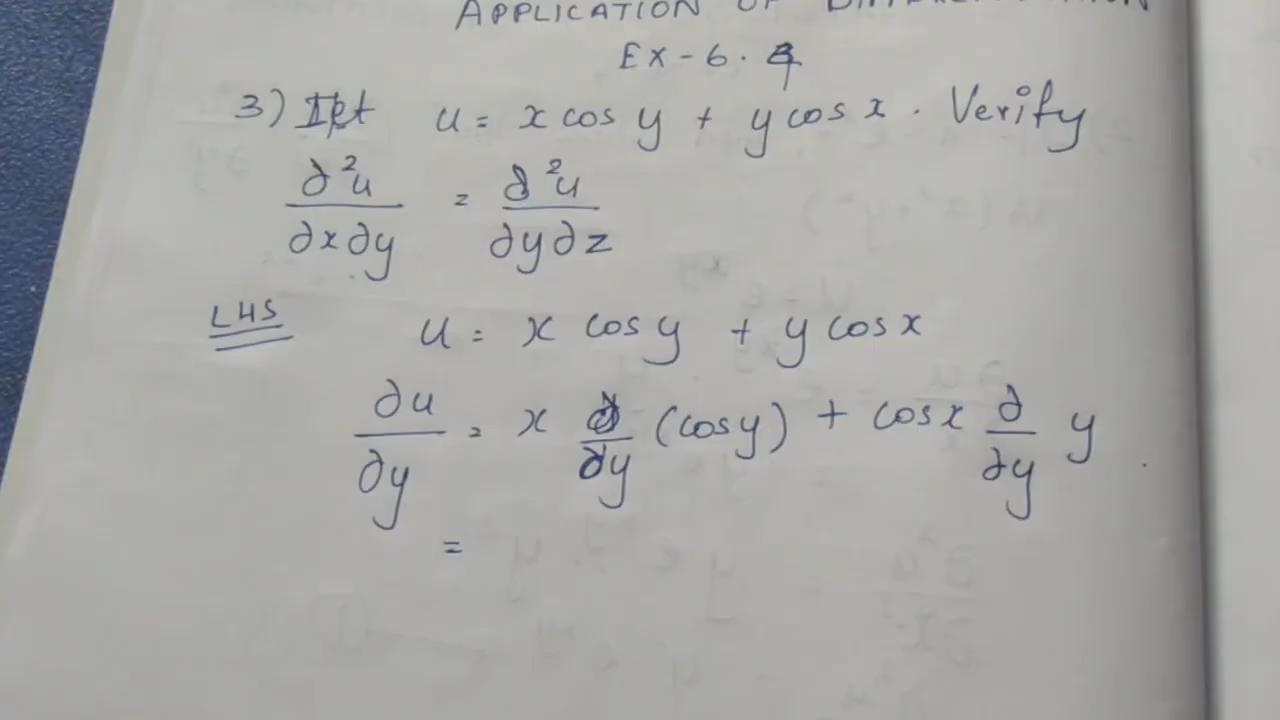 APPLICATION OF
EX - 6.4
3) Let u = x cos y + y cos x . Verify
∂²u/∂x∂y = ∂²u/∂y∂z
LHS u = x cos y + y cos x
∂u/∂y = x ∂/∂y (cos y) + cos x ∂/∂y y
=